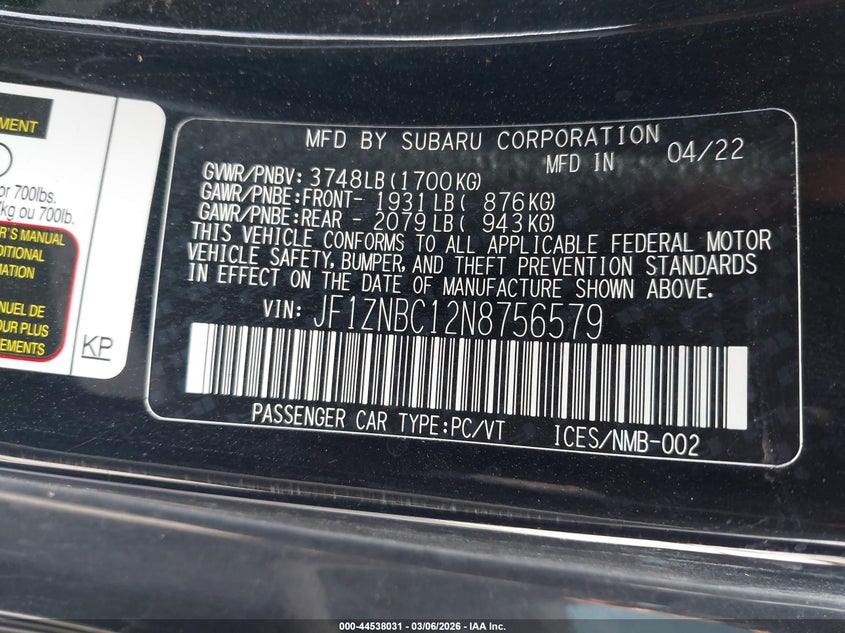 MENT
or 700lbs.
kg ou 700lb.
R'S MANUAL
DITIONAL
MATION
NUEL DE
OUR PLUS
EMENTS
KP
MFD BY SUBARU CORPORATION
MFD IN 04/22
GVWR/PNBV: 3748LB(1700KG)
GAWR/PNBE:FRONT- 1931LB( 876KG)
GAWR/PNBE:REAR - 2079LB( 943KG)
THIS VEHICLE CONFORMS TO ALL APPLICABLE FEDERAL MOTOR
VEHICLE SAFETY, BUMPER, AND THEFT PREVENTION STANDARDS
IN EFFECT ON THE DATE OF MANUFACTURE SHOWN ABOVE.
VIN: JF1ZNBC12N8756579
PASSENGER CAR TYPE:PC/VT ICES/NMB-002
000-44538031 - 03/06/2026 - IAA Inc.